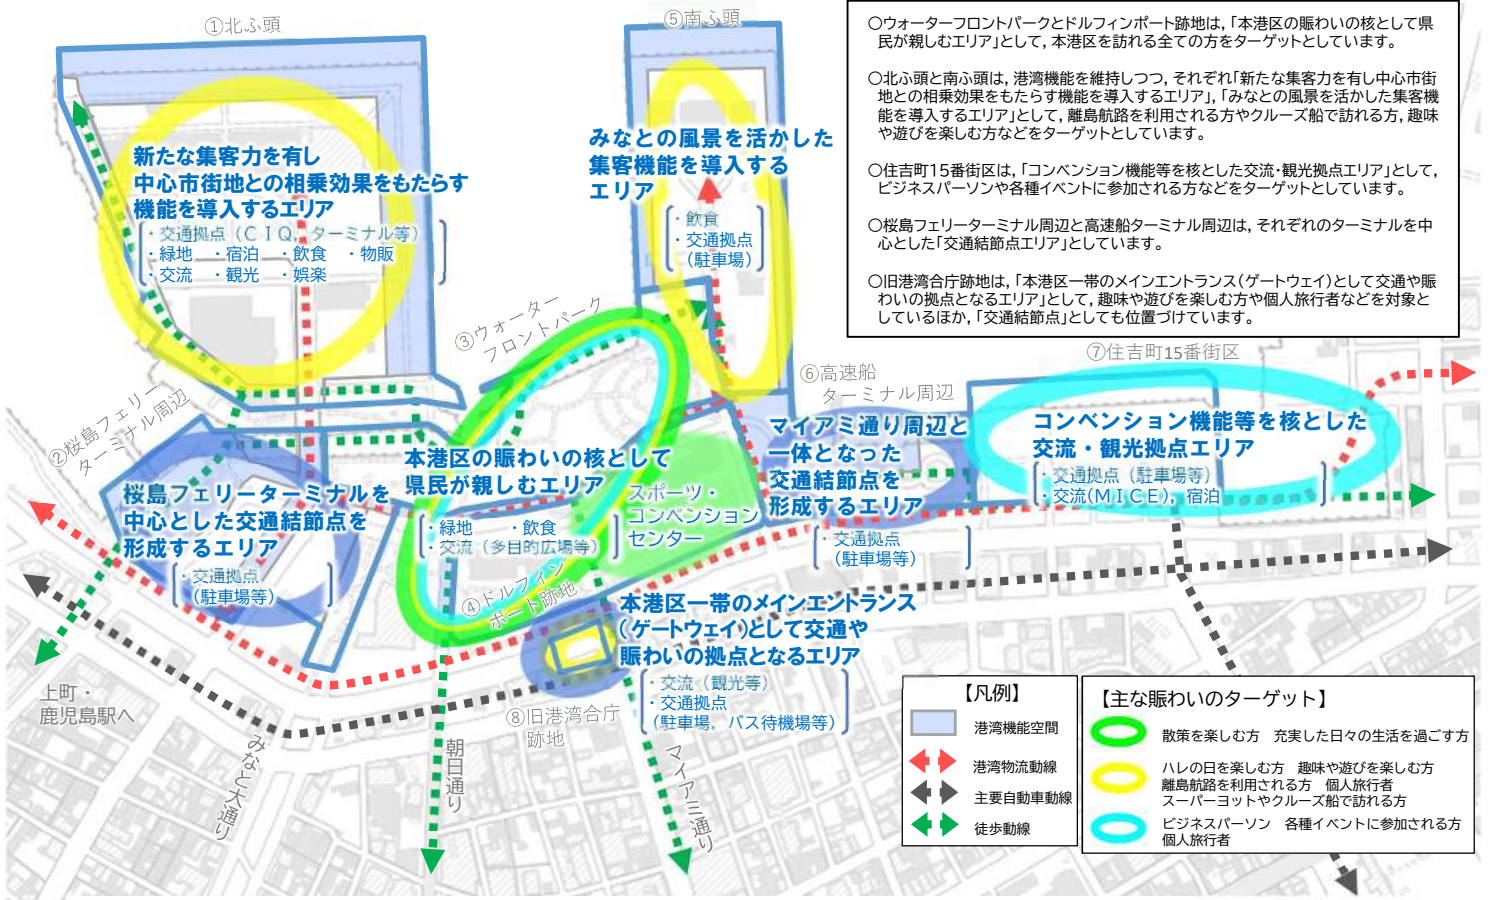 ①北ふ頭
⑤南ふ頭
○ウォーターフロントパークとドルフィンポート跡地は，「本港区の賑わいの核として県
民が親しむエリア」として，本港区を訪れる全ての方をターゲットとしています。
○北ふ頭と南ふ頭は，港湾機能を維持しつつ，それぞれ「新たな集客力を有し中心市街
地との相乗効果をもたらす機能を導入するエリア」，「みなとの風景を活かした集客機
能を導入するエリア」として，離島航路を利用される方やクルーズ船で訪れる方，趣味
や遊びを楽しむ方などをターゲットとしています。
○住吉町15番街区は，「コンベンション機能等を核とした交流・観光拠点エリア」として，
ビジネスパーソンや各種イベントに参加される方などをターゲットとしています。
○桜島フェリーターミナル周辺と高速船ターミナル周辺は，それぞれのターミナルを中
心とした「交通結節点エリア」としています。
○旧港湾合庁跡地は，「本港区一帯のメインエントランス（ゲートウェイ）として交通や賑
わいの拠点となるエリア」として，趣味や遊びを楽しむ方や個人旅行者などを対象と
しているほか，「交通結節点」としても位置づけています。
新たな集客力を有し
中心市街地との相乗効果をもたらす
機能を導入するエリア
・交通拠点（ＣＩＱ，ターミナル等）
・緑地　・宿泊　・飲食　・物販
・交流　・観光　・娯楽
みなとの風景を活かした
集客機能を導入する
エリア
・飲食
・交通拠点
（駐車場）
③ウォーター
フロントパーク
⑥高速船
ターミナル周辺
⑦住吉町15番街区
②桜島フェリー
ターミナル周辺
桜島フェリーターミナルを
中心とした交通結節点を
形成するエリア
・交通拠点
（駐車場等）
本港区の賑わいの核として
県民が親しむエリア
・緑地　・飲食
・交流（多目的広場等）
スポーツ・
コンベンション
センター
マイアミ通り周辺と
一体となった
交通結節点を
形成するエリア
・交通拠点
（駐車場等）
コンベンション機能等を核とした
交流・観光拠点エリア
・交通拠点（駐車場等）
・交流（ＭＩＣＥ），宿泊
④ドルフィン
ポート跡地
本港区一帯のメインエントランス
（ゲートウェイ）として交通や
賑わいの拠点となるエリア
・交流（観光等）
・交通拠点
（駐車場，バス待機場等）
⑧旧港湾合庁
跡地
上町・
鹿児島駅へ
みなと大通り
朝日通り
マイアミ通り
【凡例】
港湾機能空間
港湾物流動線
主要自動車動線
徒歩動線
【主な賑わいのターゲット】
散策を楽しむ方　充実した日々の生活を過ごす方
ハレの日を楽しむ方　趣味や遊びを楽しむ方
離島航路を利用される方　個人旅行者
スーパーヨットやクルーズ船で訪れる方
ビジネスパーソン　各種イベントに参加される方
個人旅行者